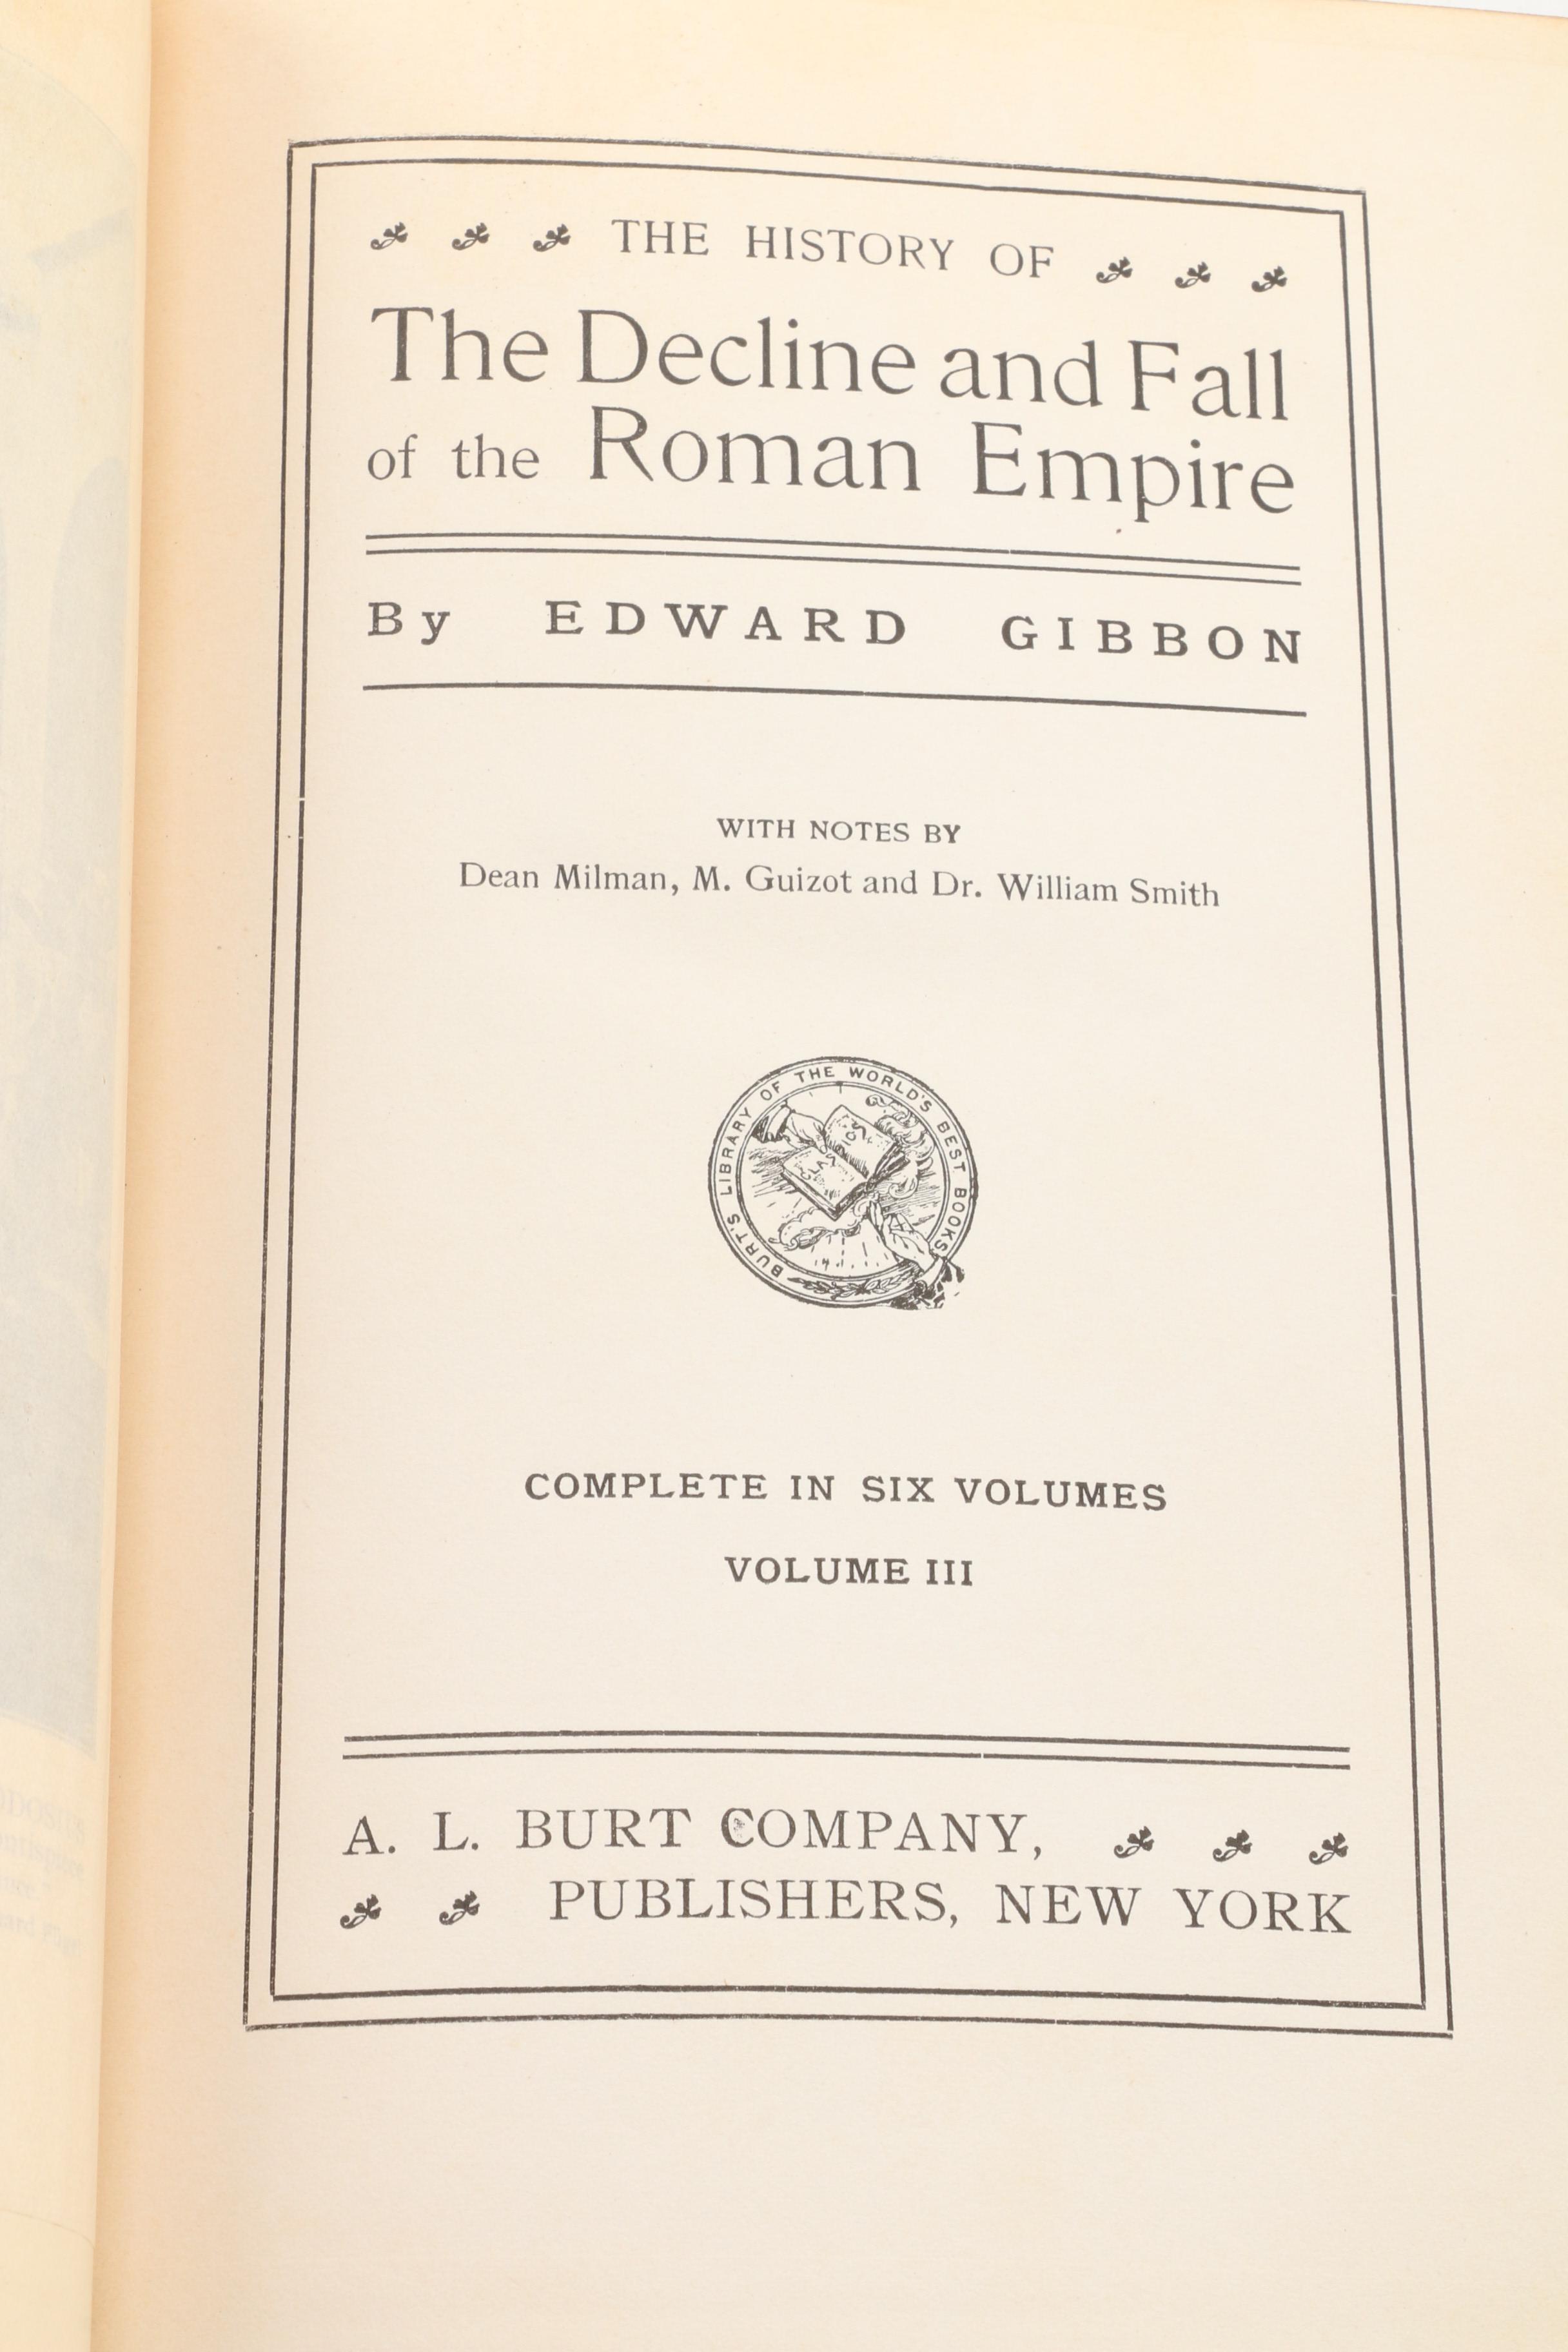 THE HISTORY OF
The Decline and Fall
of the Roman Empire
By EDWARD GIBBON
WITH NOTES BY
Dean Milman, M. Guizot and Dr. William Smith
BURT'S LIBRARY OF THE WORLD'S BEST BOOKS
COMPLETE IN SIX VOLUMES
VOLUME III
A. L. BURT COMPANY,
PUBLISHERS, NEW YORK